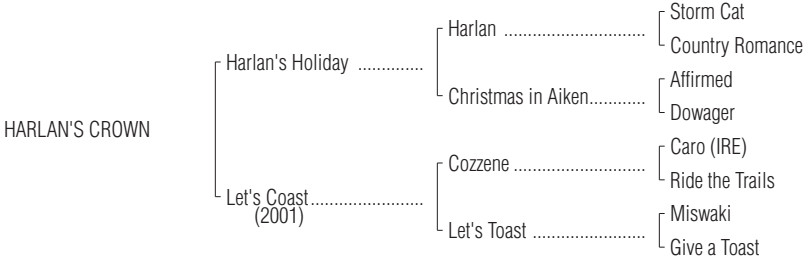 Storm Cat
Harlan ..............................
Country Romance
Harlan's Holiday ..............
Affirmed
Christmas in Aiken............
Dowager
HARLAN'S CROWN
Caro (IRE)
Cozzene ............................
Ride the Trails
Let's Coast........................
(2001)
Miswaki
Let's Toast ........................
Give a Toast